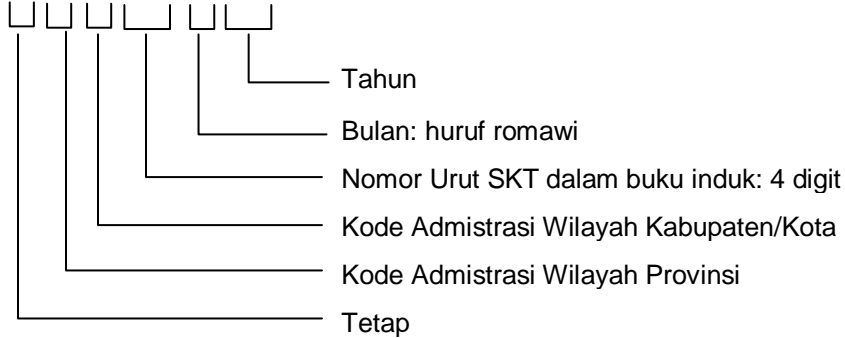 Tahun
Bulan: huruf romawi
Nomor Urut SKT dalam buku induk: 4 digit
Kode Admistrasi Wilayah Kabupaten/Kota
Kode Admistrasi Wilayah Provinsi
Tetap